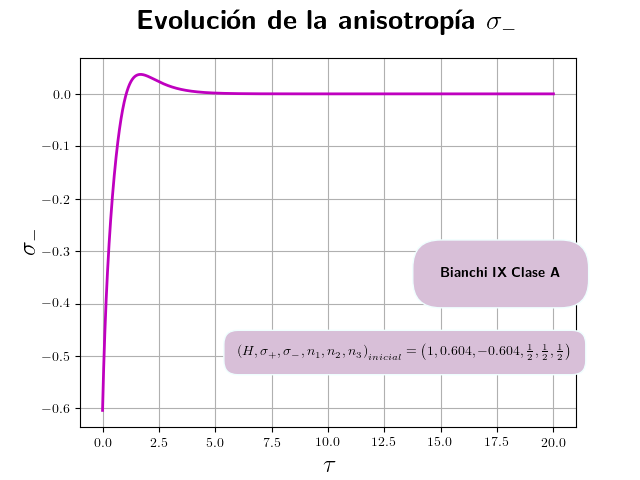 Evolución de la anisotropía σ₋
0.0
−0.1
−0.2
−0.3
−0.4
−0.5
−0.6
σ₋
Bianchi IX Clase A
(H, σ₊, σ₋, n₁, n₂, n₃)_{inicial} = (1, 0.604, −0.604, 1/2, 1/2, 1/2)
0.0 2.5 5.0 7.5 10.0 12.5 15.0 17.5 20.0
τ